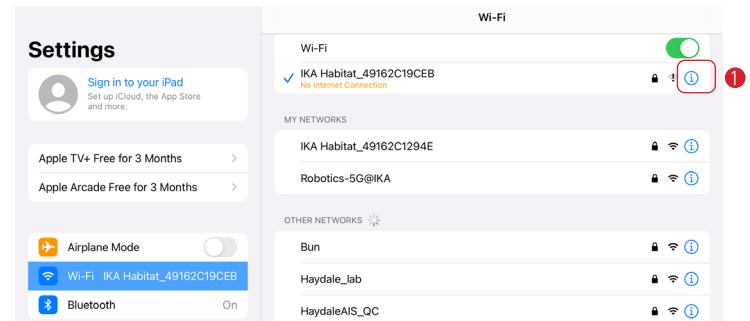 Wi-Fi
Settings
Sign in to your iPad
Set up iCloud, the App Store
and more.
Apple TV+ Free for 3 Months
Apple Arcade Free for 3 Months
Airplane Mode
Wi-Fi IKA Habitat_49162C19CEB
Bluetooth On
Wi-Fi
IKA Habitat_49162C19CEB
No Internet Connection
1
MY NETWORKS
IKA Habitat_49162C1294E
Robotics-5G@IKA
OTHER NETWORKS
Bun
Haydale_lab
HaydaleAIS_QC